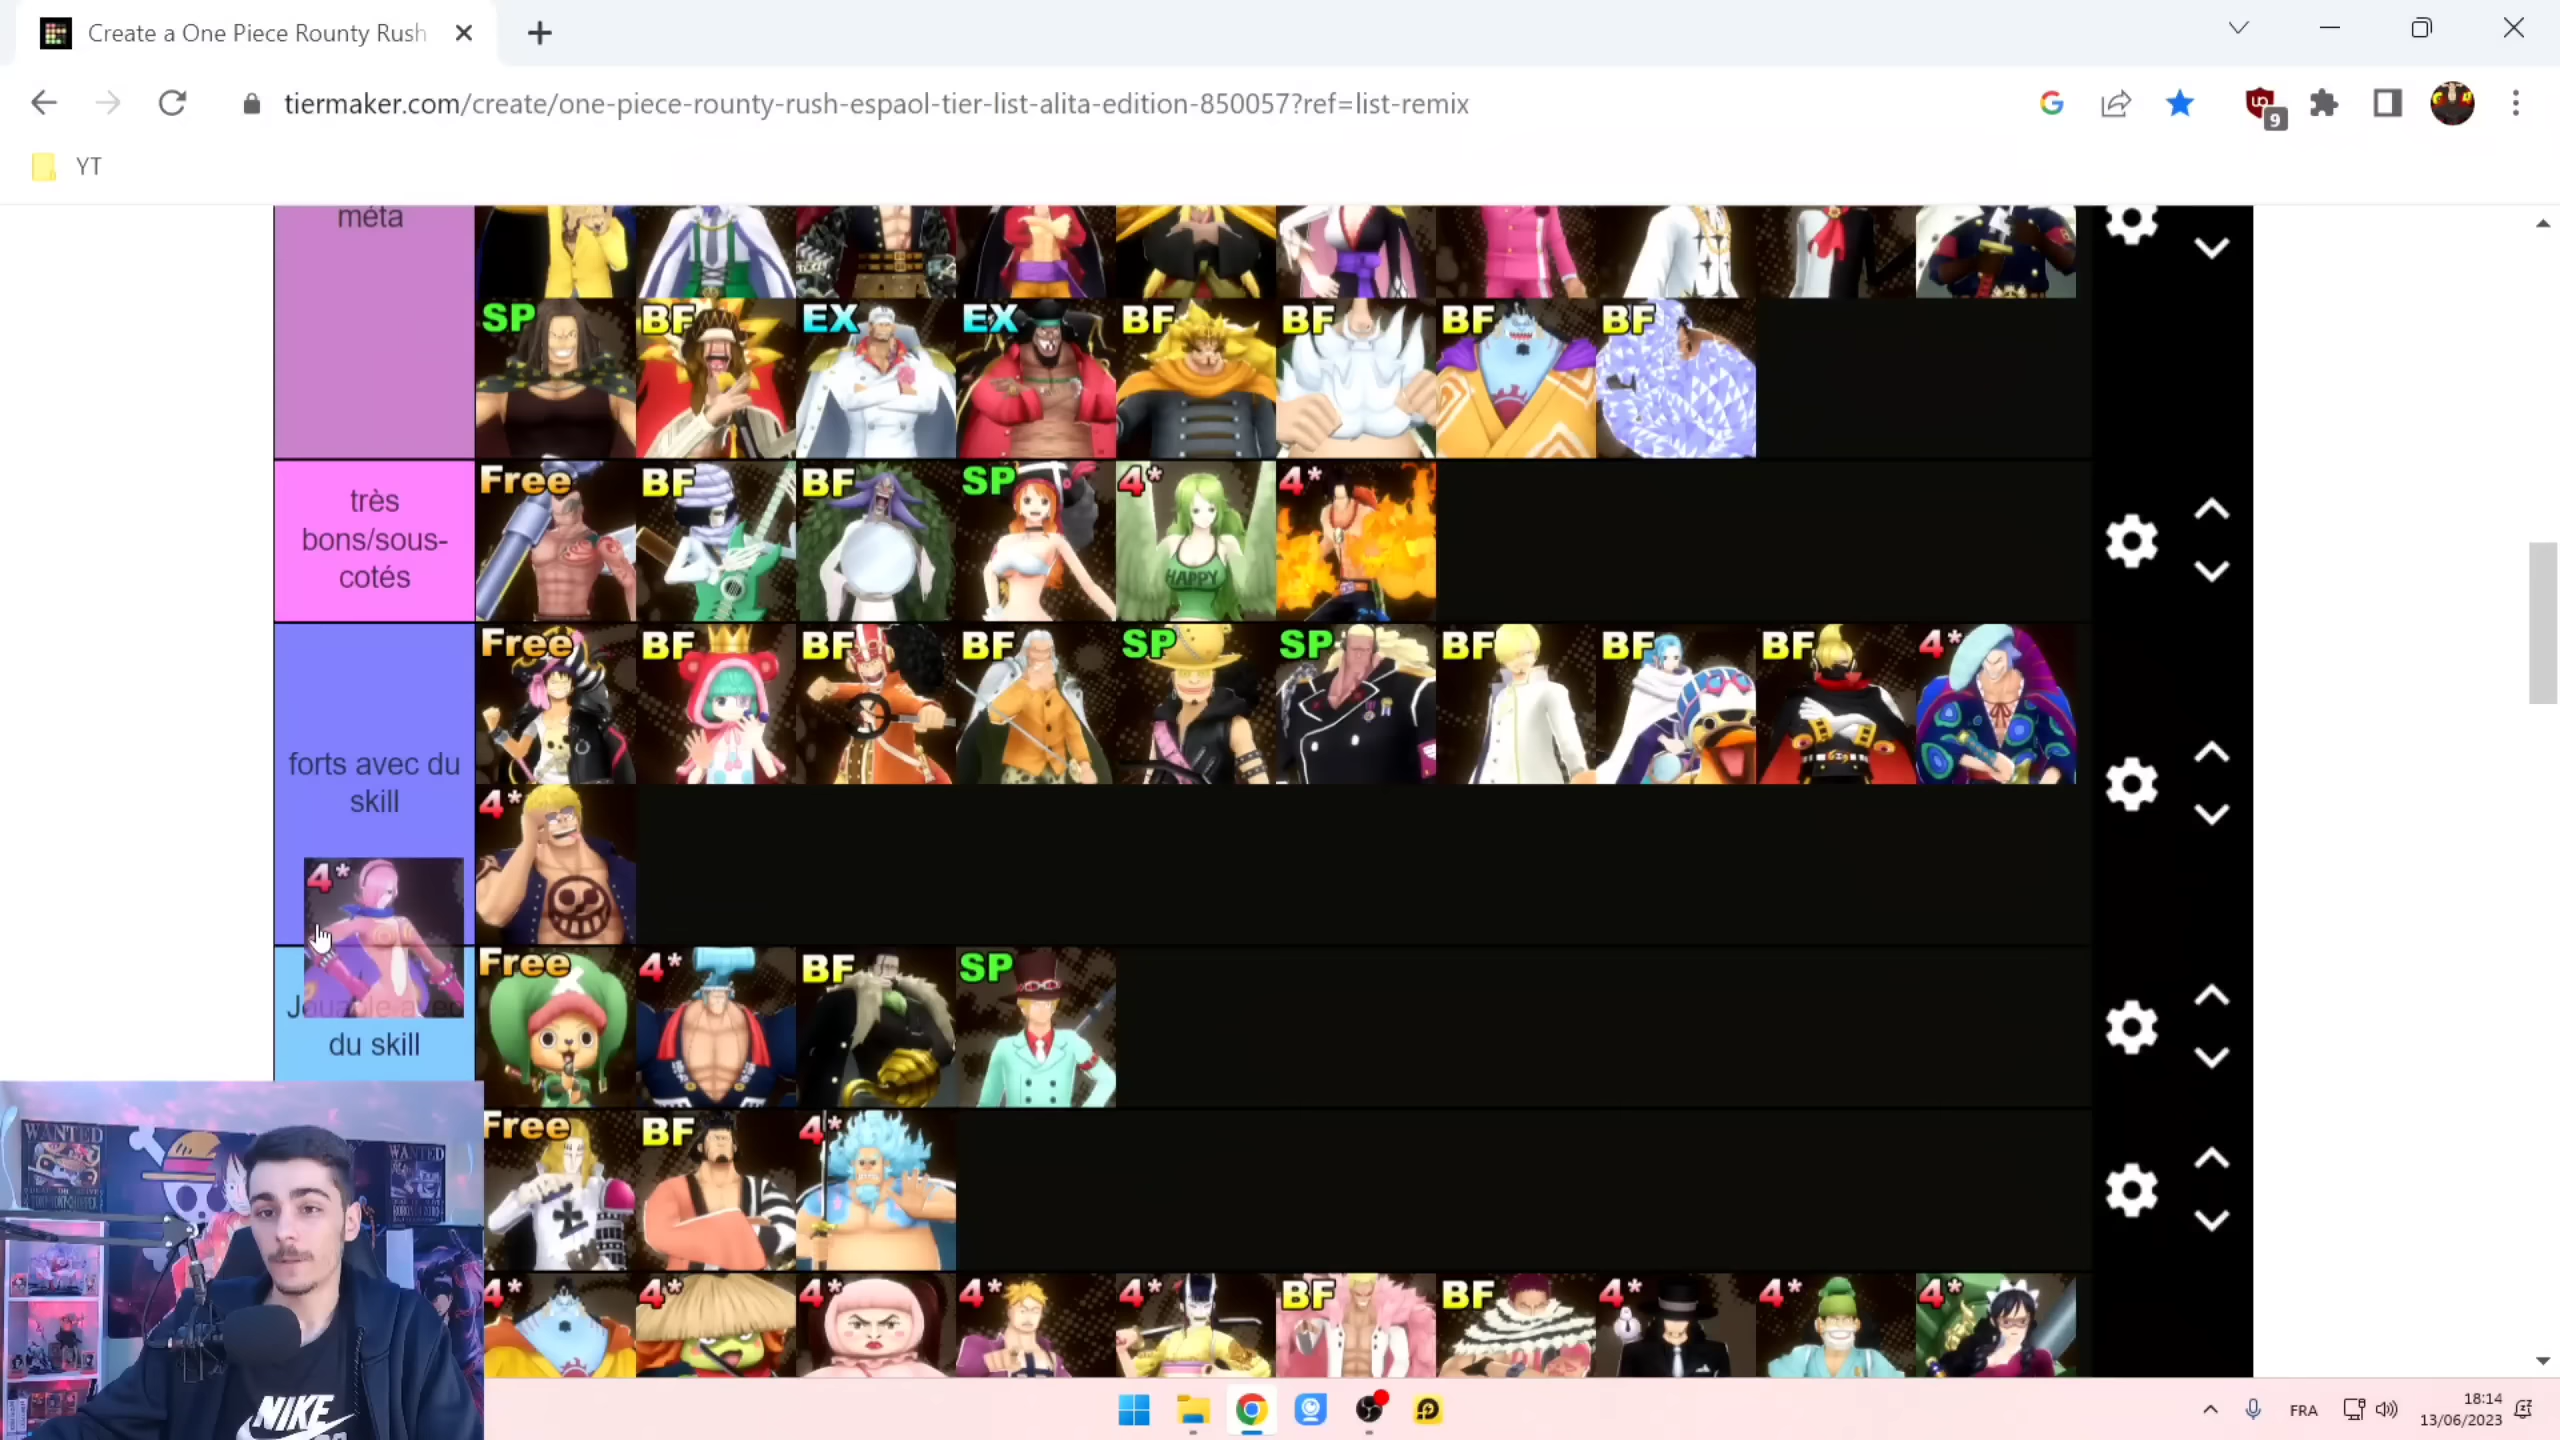 Create a One Piece Rounty Rush
tiermaker.com/create/one-piece-rounty-rush-espaol-tier-list-alita-edition-850057?ref=list-remix
9
YT
méta
SP BF EX EX BF BF BF BF
très
bons/sous-
cotés
Free BF BF SP 4* 4*
HAPPY
forts avec du
skill
Free BF BF BF SP SP BF BF BF 4*
4*
4*
Jouable avec
du skill
Free 4* BF SP
Free BF 4*
4* 4* 4* 4* 4* BF BF 4* 4* 4*
WANTED
WANTED
NIKE
FRA
18:14
13/06/2023